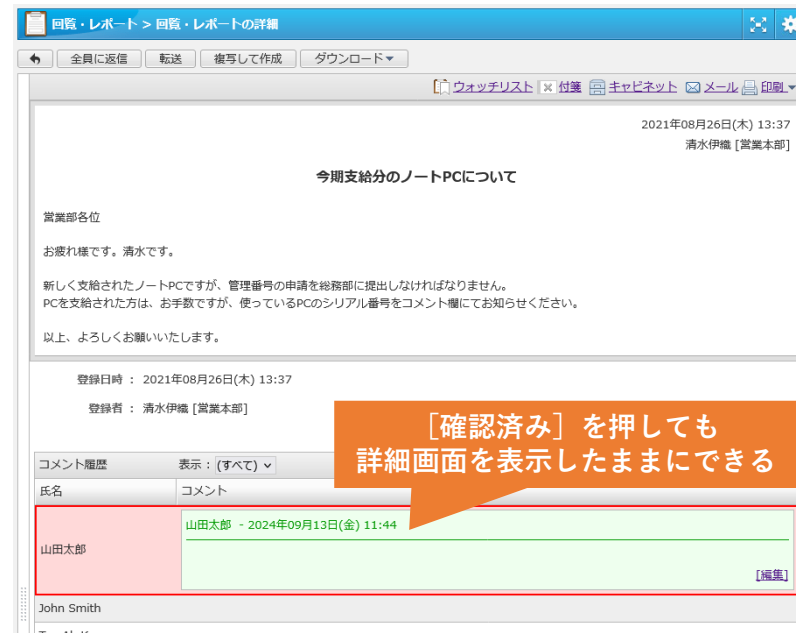 回覧・レポート > 回覧・レポートの詳細
全員に返信 転送 複写して作成 ダウンロード▼
ウォッチリスト 付箋 キャビネット メール 印刷▼
2021年08月26日(木) 13:37
清水伊織 [営業本部]
今期支給分のノートPCについて
営業部各位
お疲れ様です。清水です。
新しく支給されたノートPCですが、管理番号の申請を総務部に提出しなければなりません。
PCを支給された方は、お手数ですが、使っているPCのシリアル番号をコメント欄にてお知らせください。
以上、よろしくお願いいたします。
登録日時 : 2021年08月26日(木) 13:37
登録者 : 清水伊織 [営業本部]
［確認済み］を押しても
詳細画面を表示したままにできる
コメント履歴 表示 : (すべて)
氏名 コメント
山田太郎 - 2024年09月13日(金) 11:44
山田太郎
[編集]
John Smith